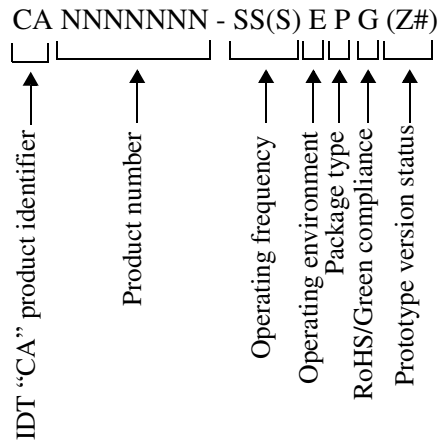 CA NNNNNNN - SS(S) E P G (Z#)
IDT “CA” product identifier
Product number
Operating frequency
Operating environment
Package type
RoHS/Green compliance
Prototype version status